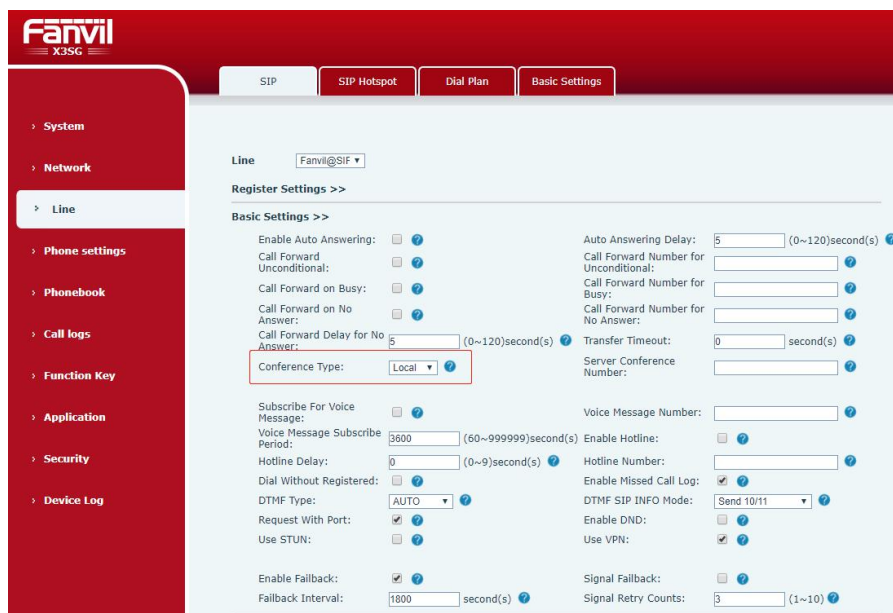 Fanvil
X3SG
SIP
SIP Hotspot
Dial Plan
Basic Settings
› System
› Network
› Line
› Phone settings
› Phonebook
› Call logs
› Function Key
› Application
› Security
› Device Log
Line Fanvil@SIF
Register Settings >>
Basic Settings >>
Enable Auto Answering: Auto Answering Delay: 5 (0~120)second(s)
Call Forward Unconditional: Call Forward Number for Unconditional:
Call Forward on Busy: Call Forward Number for Busy:
Call Forward on No Answer: Call Forward Number for No Answer:
Call Forward Delay for No Answer: 5 (0~120)second(s) Transfer Timeout: 0 second(s)
Conference Type: Local Server Conference Number:
Subscribe For Voice Message: Voice Message Number:
Voice Message Subscribe Period: 3600 (60~999999)second(s) Enable Hotline:
Hotline Delay: 0 (0~9)second(s) Hotline Number:
Dial Without Registered: Enable Missed Call Log:
DTMF Type: AUTO DTMF SIP INFO Mode: Send 10/11
Request With Port: Enable DND:
Use STUN: Use VPN:
Enable Failback: Signal Failback:
Failback Interval: 1800 second(s) Signal Retry Counts: 3 (1~10)